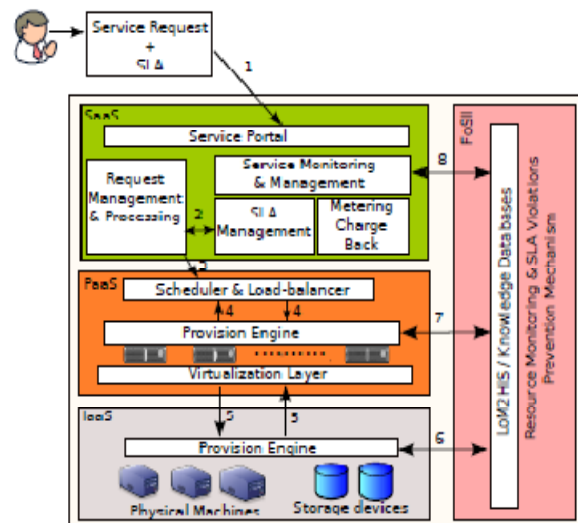 Service Request
+
SLA
1
SaaS
Service Portal
Request
Management
& Processing
Service Monitoring
& Management
8
2
SLA
Management
Metering
Charge
Back
3
PaaS
Scheduler & Load-balancer
4
4
Provision Engine
7
Virtualization Layer
5
5
IaaS
Provision Engine
6
Physical Machines
Storage devices
FoSII
LoM2HIS / Knowledge Databases
Resource Monitoring & SLA Violations
Prevention Mechanism